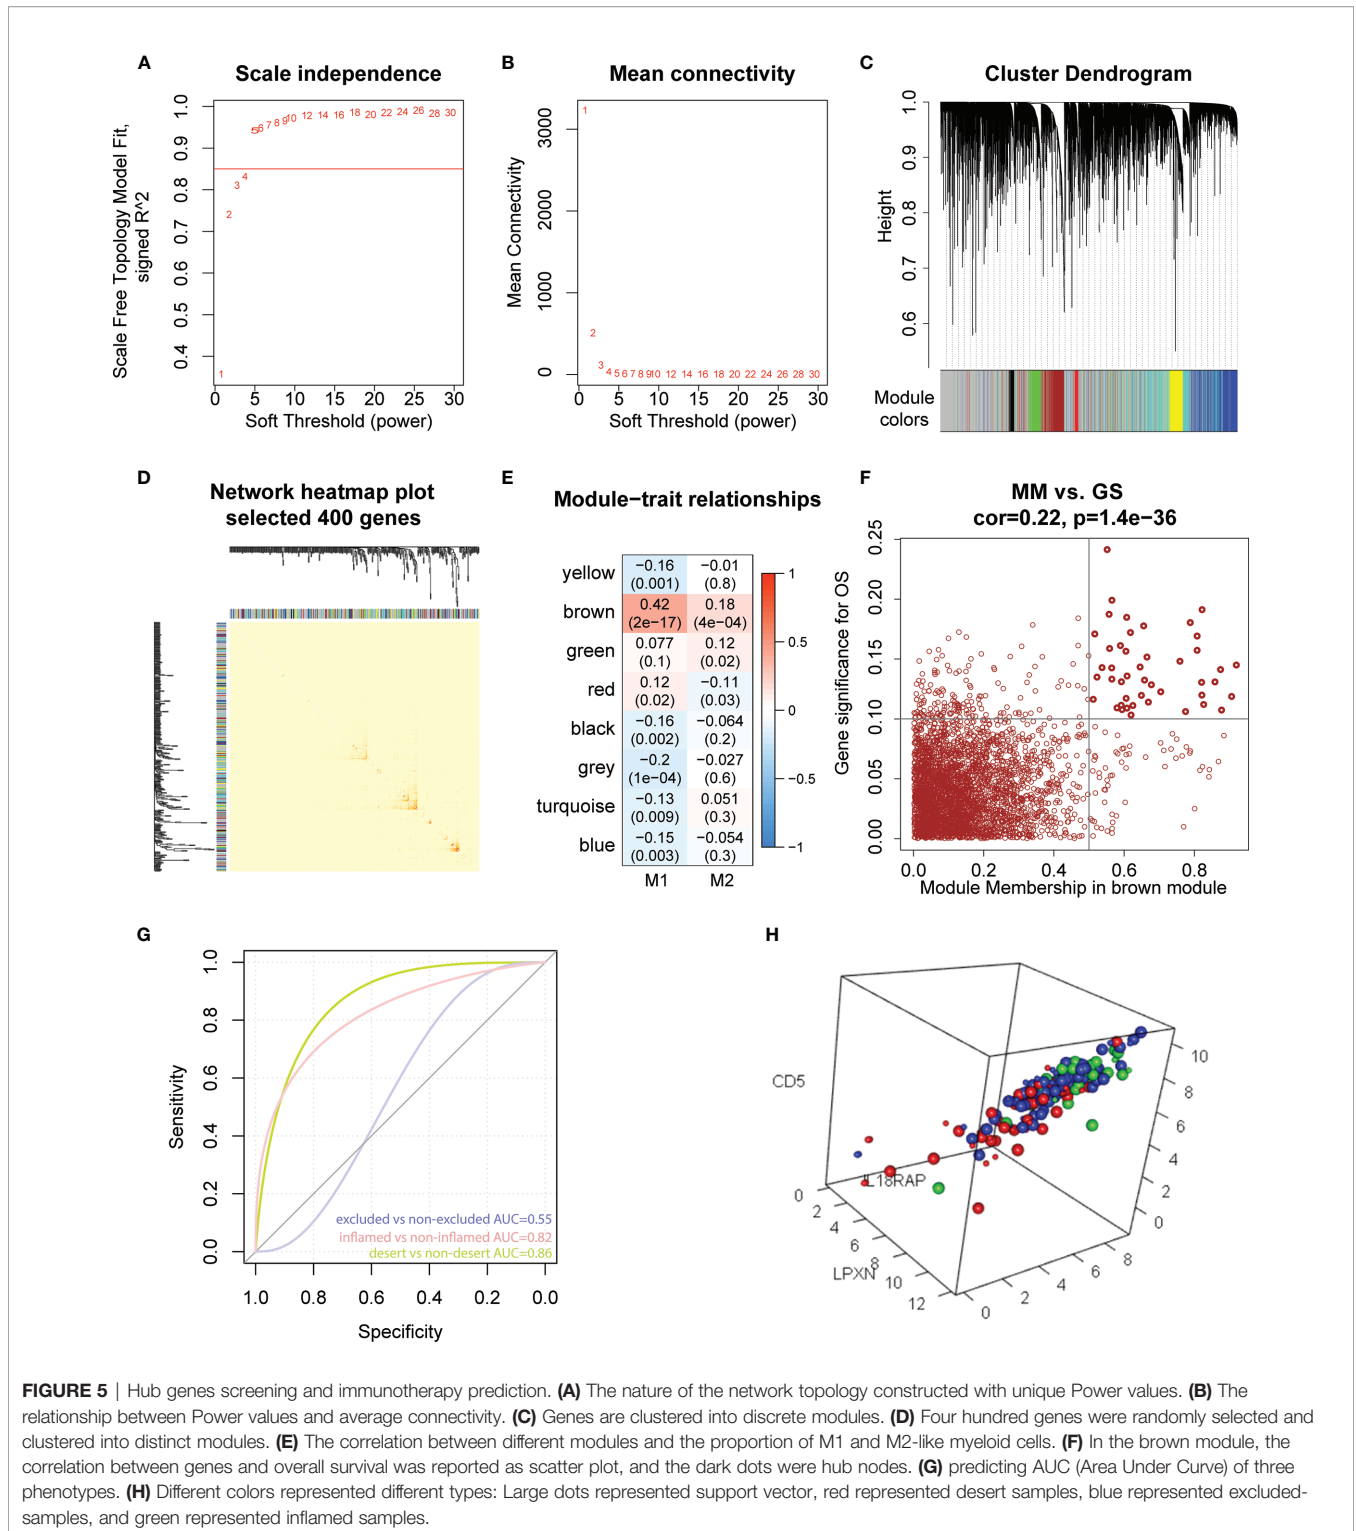 A
Scale independence
Scale Free Topology Model Fit,
signed R^2
1.0
0.9
0.8
0.7
0.6
0.5
0.4
1
2
3
4
5
6
7
8
9
10
12
14
16
18
20
22
24
26
28
30
0
5
10
15
20
25
30
Soft Threshold (power)
B
Mean connectivity
Mean Connectivity
3000
2000
1000
0
1
2
3
4
5
6
7
8
9
10
12
14
16
18
20
22
24
26
28
30
0
5
10
15
20
25
30
Soft Threshold (power)
C
Cluster Dendrogram
Height
1.0
0.9
0.8
0.7
0.6
Module
colors
D
Network heatmap plot
selected 400 genes
E
Module−trait relationships
yellow −0.16 −0.01
(0.001) (0.8)
brown 0.42 0.18
(2e−17) (4e−04)
green 0.077 0.12
(0.1) (0.02)
red 0.12 −0.11
(0.02) (0.03)
black −0.16 −0.064
(0.002) (0.2)
grey −0.2 −0.027
(1e−04) (0.6)
turquoise −0.13 0.051
(0.009) (0.3)
blue −0.15 −0.054
(0.003) (0.3)
M1 M2
1
0.5
0
−0.5
−1
F
MM vs. GS
cor=0.22, p=1.4e−36
Gene significance for OS
0.25
0.20
0.15
0.10
0.05
0.00
0.0 0.2 0.4 0.6 0.8
Module Membership in brown module
G
Sensitivity
1.0
0.8
0.6
0.4
0.2
0.0
excluded vs non-excluded AUC=0.55
inflamed vs non-inflamed AUC=0.82
desert vs non-desert AUC=0.86
1.0 0.8 0.6 0.4 0.2 0.0
Specificity
H
CD5
IL18RAP
LPXN
0
2
4
6
8
10
12
0
2
4
6
8
0
2
4
6
8
10
FIGURE 5 | Hub genes screening and immunotherapy prediction. (A) The nature of the network topology constructed with unique Power values. (B) The
relationship between Power values and average connectivity. (C) Genes are clustered into discrete modules. (D) Four hundred genes were randomly selected and
clustered into distinct modules. (E) The correlation between different modules and the proportion of M1 and M2-like myeloid cells. (F) In the brown module, the
correlation between genes and overall survival was reported as scatter plot, and the dark dots were hub nodes. (G) predicting AUC (Area Under Curve) of three
phenotypes. (H) Different colors represented different types: Large dots represented support vector, red represented desert samples, blue represented excluded-
samples, and green represented inflamed samples.